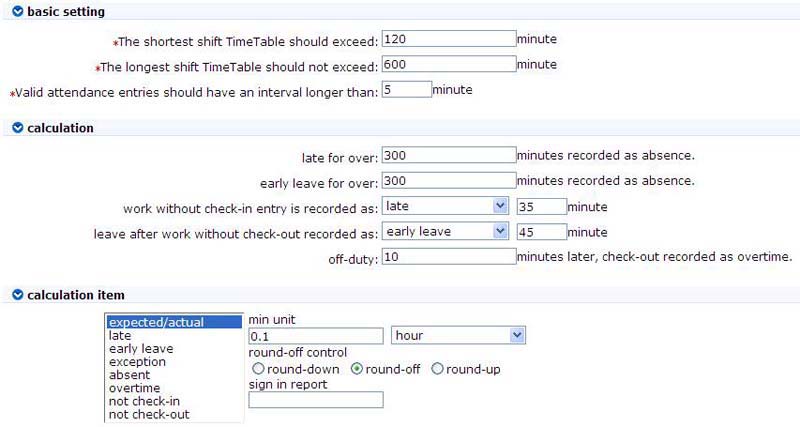 basic setting
*The shortest shift TimeTable should exceed: 120 minute
*The longest shift TimeTable should not exceed: 600 minute
*Valid attendance entries should have an interval longer than: 5 minute
calculation
late for over: 300 minutes recorded as absence.
early leave for over: 300 minutes recorded as absence.
work without check-in entry is recorded as: late 35 minute
leave after work without check-out recorded as: early leave 45 minute
off-duty: 10 minutes later, check-out recorded as overtime.
calculation item
expected/actual
late
early leave
exception
absent
overtime
not check-in
not check-out
min unit
0.1 hour
round-off control
round-down round-off round-up
sign in report